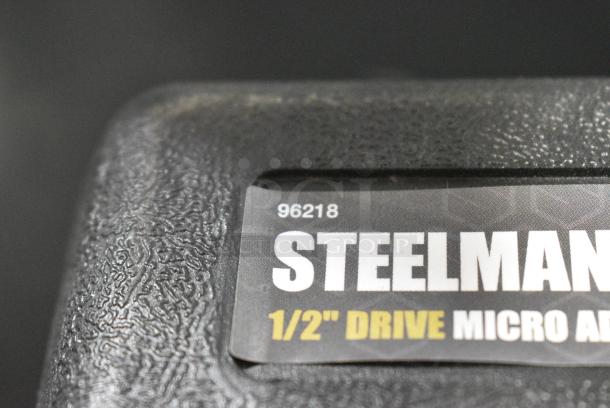 96218
STEELMAN
1/2" DRIVE MICRO A